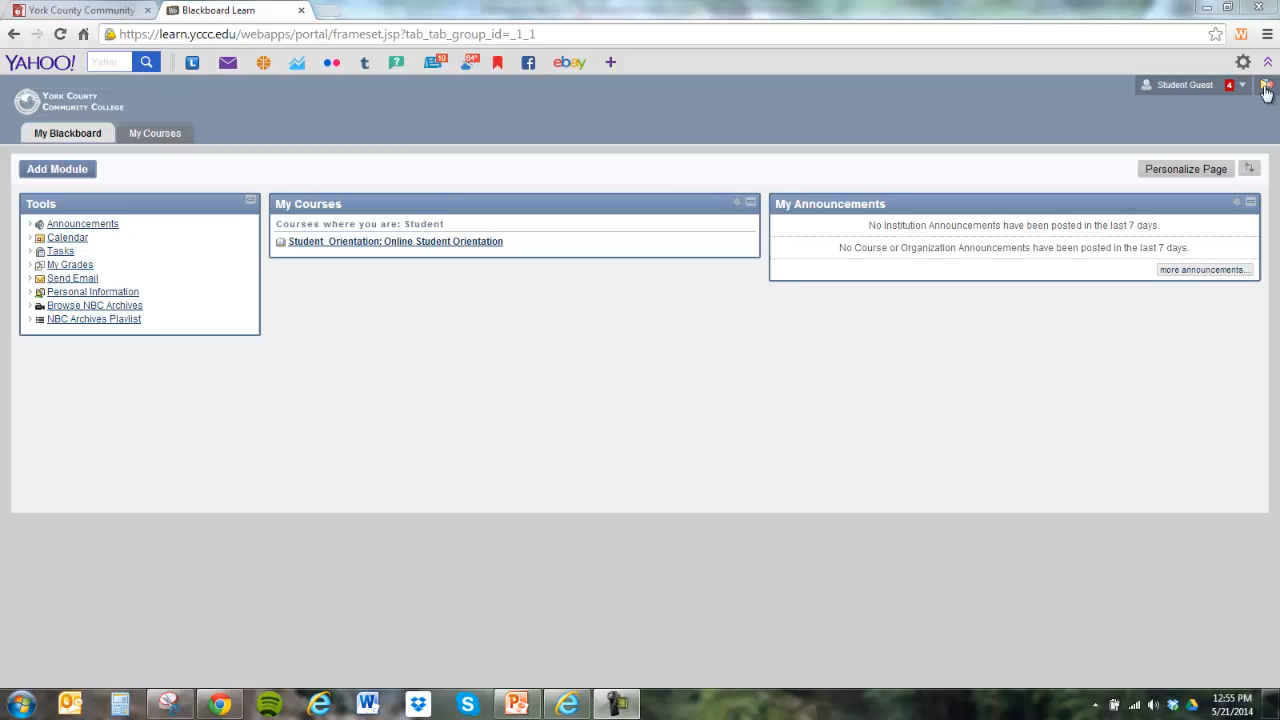 York County Community
Blackboard Learn
https://learn.yccc.edu/webapps/portal/frameset.jsp?tab_tab_group_id=_1_1
YAHOO!
10
64°
ebay
YORK COUNTY
COMMUNITY COLLEGE
Student Guest
4
My Blackboard
My Courses
Add Module
Personalize Page
Tools
Announcements
Calendar
Tasks
My Grades
Send Email
Personal Information
Browse NBC Archives
NBC Archives Playlist
My Courses
Courses where you are: Student
Student_Orientation: Online Student Orientation
My Announcements
No Institution Announcements have been posted in the last 7 days.
No Course or Organization Announcements have been posted in the last 7 days.
more announcements...
12:55 PM
5/21/2014